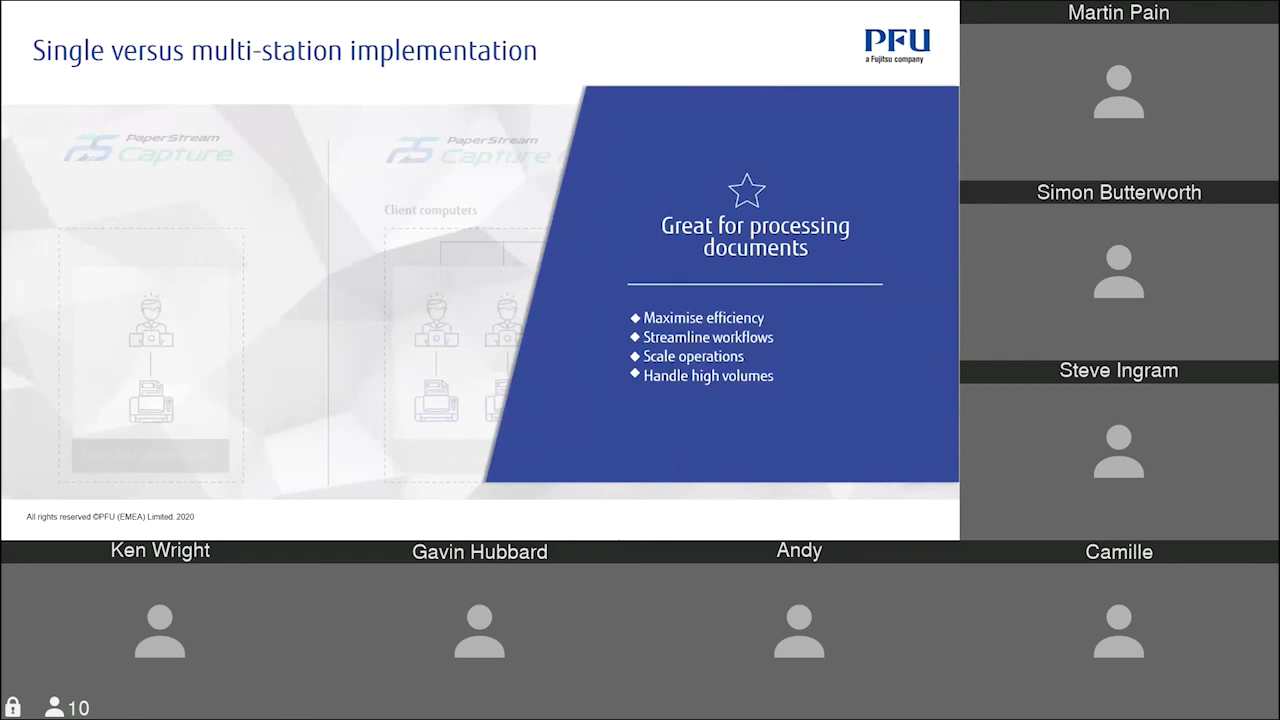 Single versus multi-station implementation
PFU
a Fujitsu company
PaperStream
Capture
PaperStream
Capture
Client computers
Great for processing
documents
Maximise efficiency
Streamline workflows
Scale operations
Handle high volumes
All rights reserved ©PFU (EMEA) Limited. 2020
Martin Pain
Simon Butterworth
Steve Ingram
Ken Wright
Gavin Hubbard
Andy
Camille
10